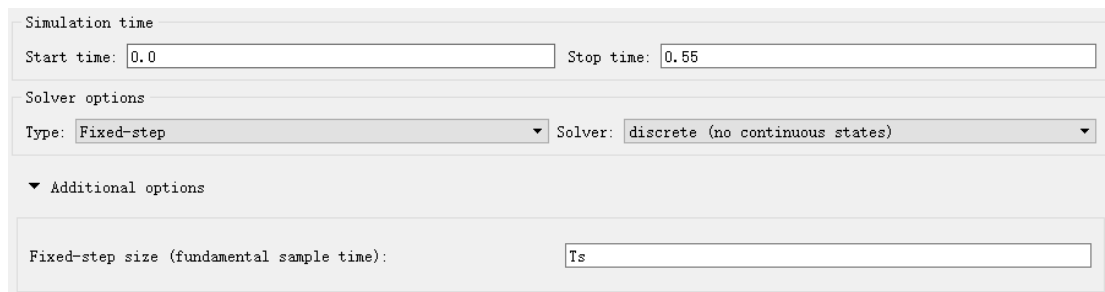 Simulation time
Start time: 0.0 Stop time: 0.55
Solver options
Type: Fixed-step Solver: discrete (no continuous states)
Additional options
Fixed-step size (fundamental sample time): Ts